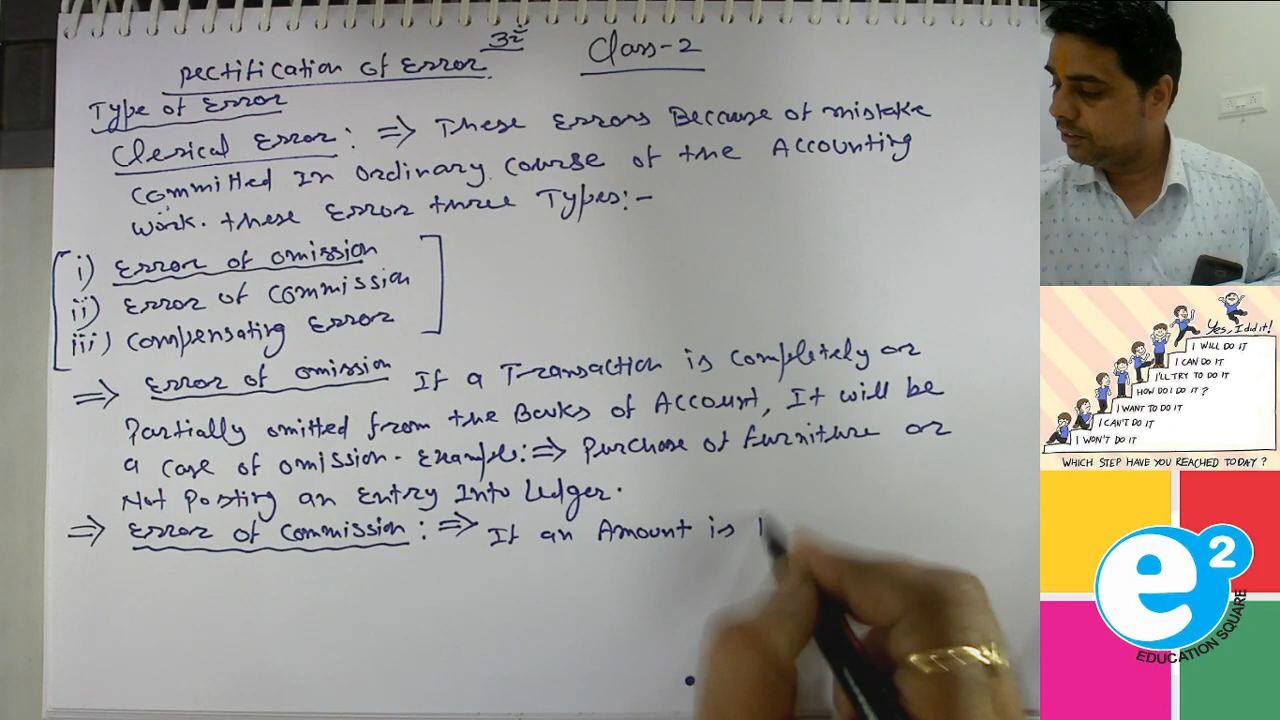 Rectification of Error
Class-2
Type of Error
Clerical Error : ⇒ These Errors Because of mistake
committed In ordinary course of the Accounting
work. these Error three Types:-
i) Error of omission
ii) Error of commission
iii) compensating Error
⇒ Error of omission If a Transaction is completely or
Partially omitted from the Books of Account, It will be
a case of omission. Example:⇒ Purchase of furniture or
Not Posting an Entry Into Ledger.
⇒ Error of Commission : ⇒ If an Amount is
Yes, I did it!
I WILL DO IT
I CAN DO IT
I'LL TRY TO DO IT
HOW DO I DO IT ?
I WANT TO DO IT
I CAN'T DO IT
I WON'T DO IT
WHICH STEP HAVE YOU REACHED TODAY ?
e2
EDUCATION SQUARE